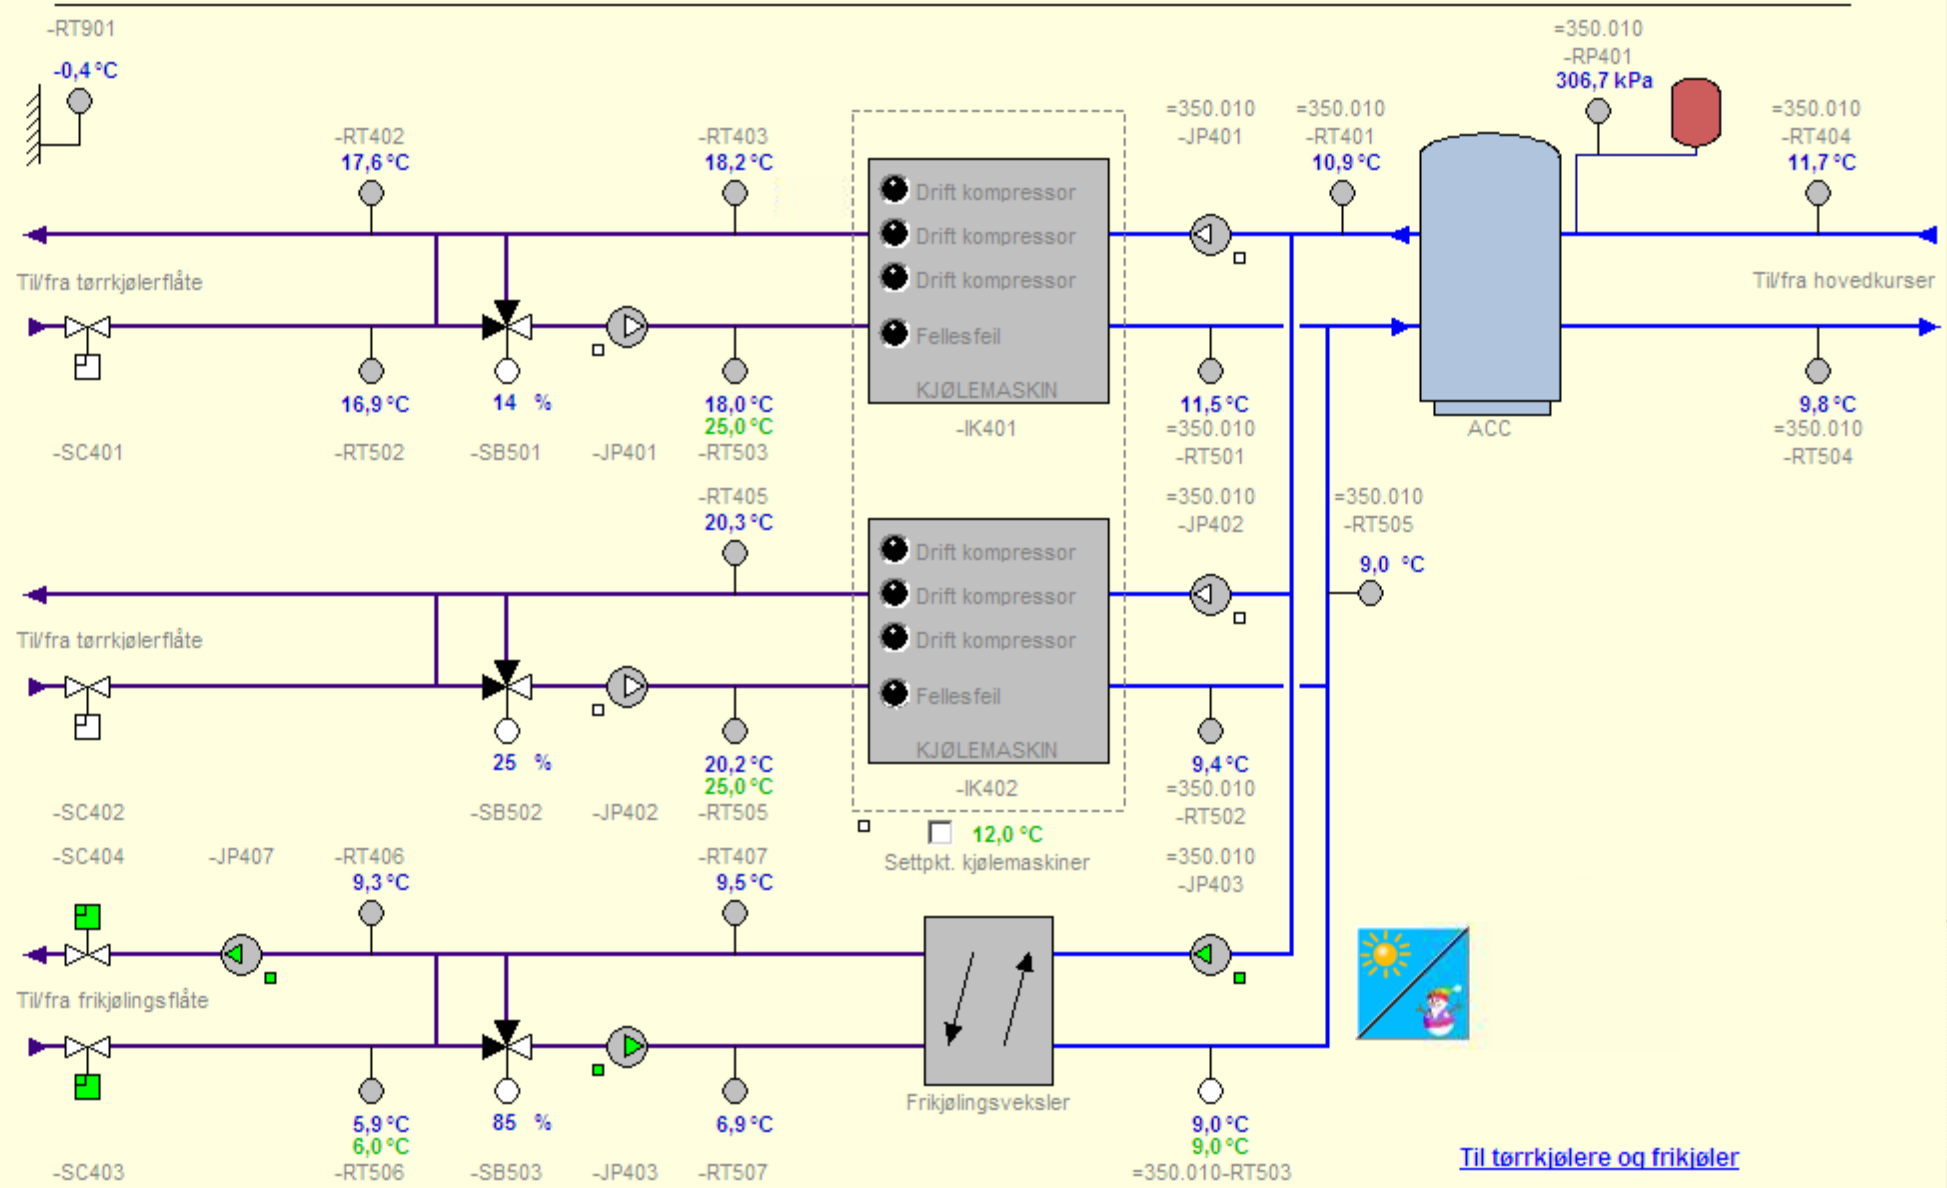 -RT901
-0,4 °C
=350.010
-RP401
306,7 kPa
-RT402
17,6 °C
-RT403
18,2 °C
=350.010
-JP401
=350.010
-RT401
10,9 °C
=350.010
-RT404
11,7 °C
Drift kompressor
Drift kompressor
Drift kompressor
Fellesfeil
KJØLEMASKIN
-IK401
Til/fra tørrkjølerflåte
Til/fra hovedkurser
16,9 °C
14 %
18,0 °C
25,0 °C
11,5 °C
=350.010
-RT501
ACC
9,8 °C
=350.010
-RT504
-SC401
-RT502
-SB501
-JP401
-RT503
-RT405
20,3 °C
=350.010
-JP402
=350.010
-RT505
9,0 °C
Drift kompressor
Drift kompressor
Drift kompressor
Fellesfeil
KJØLEMASKIN
-IK402
Til/fra tørrkjølerflåte
25 %
20,2 °C
25,0 °C
9,4 °C
=350.010
-RT502
-SC402
-SB502
-JP402
-RT505
12,0 °C
Settpkt. kjølemaskiner
-SC404
-JP407
-RT406
9,3 °C
-RT407
9,5 °C
=350.010
-JP403
Til/fra frikjølingsflåte
Frikjølingsveksler
5,9 °C
6,0 °C
85 %
6,9 °C
9,0 °C
9,0 °C
=350.010-RT503
-SC403
-RT506
-SB503
-JP403
-RT507
Til tørrkjølere og frikjøler